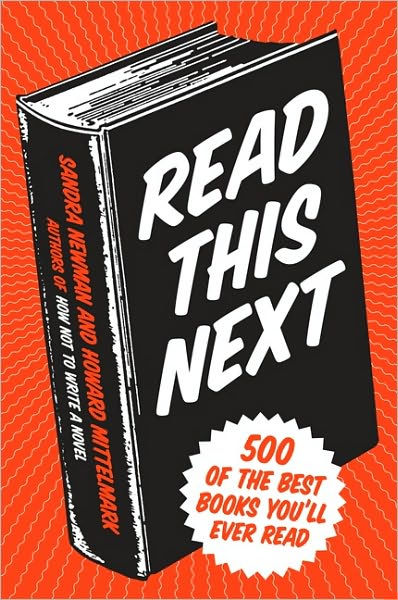 READ
THIS
NEXT
500
OF THE BEST
BOOKS YOU'LL
EVER READ
SANDRA NEWMAN AND HOWARD MITTELMARK
AUTHORS OF HOW NOT TO WRITE A NOVEL